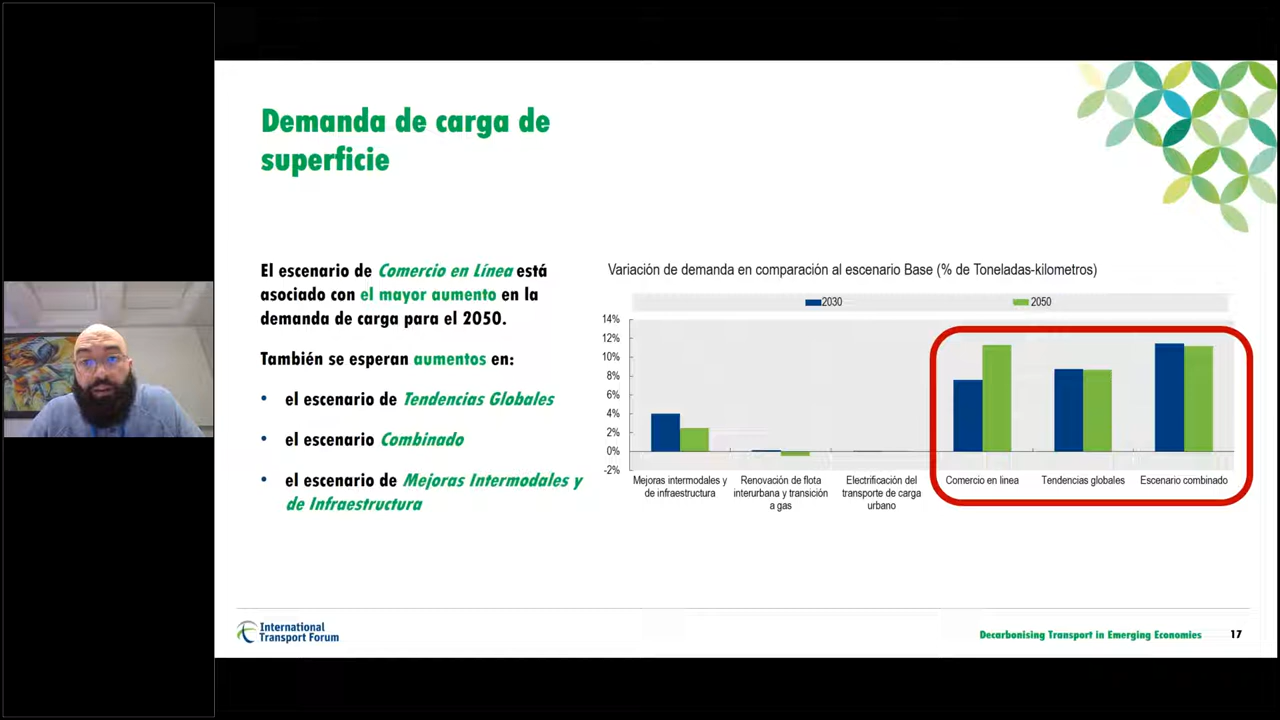 Demanda de carga de
superficie
El escenario de Comercio en Línea está
asociado con el mayor aumento en la
demanda de carga para el 2050.
También se esperan aumentos en:
• el escenario de Tendencias Globales
• el escenario Combinado
• el escenario de Mejoras Intermodales y
de Infraestructura
Variación de demanda en comparación al escenario Base (% de Toneladas-kilometros)
2030
2050
14%
12%
10%
8%
6%
4%
2%
0%
-2%
Mejoras intermodales y
de infraestructura
Renovación de flota
interurbana y transición
a gas
Electrificación del
transporte de carga
urbano
Comercio en linea
Tendencias globales
Escenario combinado
International
Transport Forum
Decarbonising Transport in Emerging Economies
17